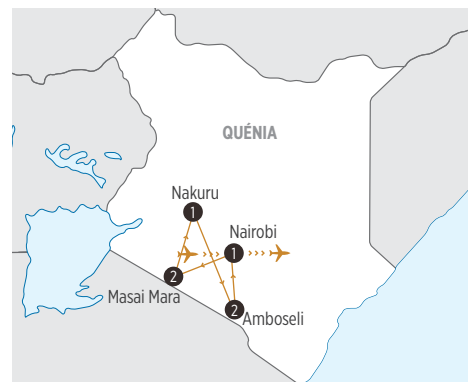 QUÉNIA
Nakuru
1
Nairobi
1
2
Masai Mara
2
Amboseli